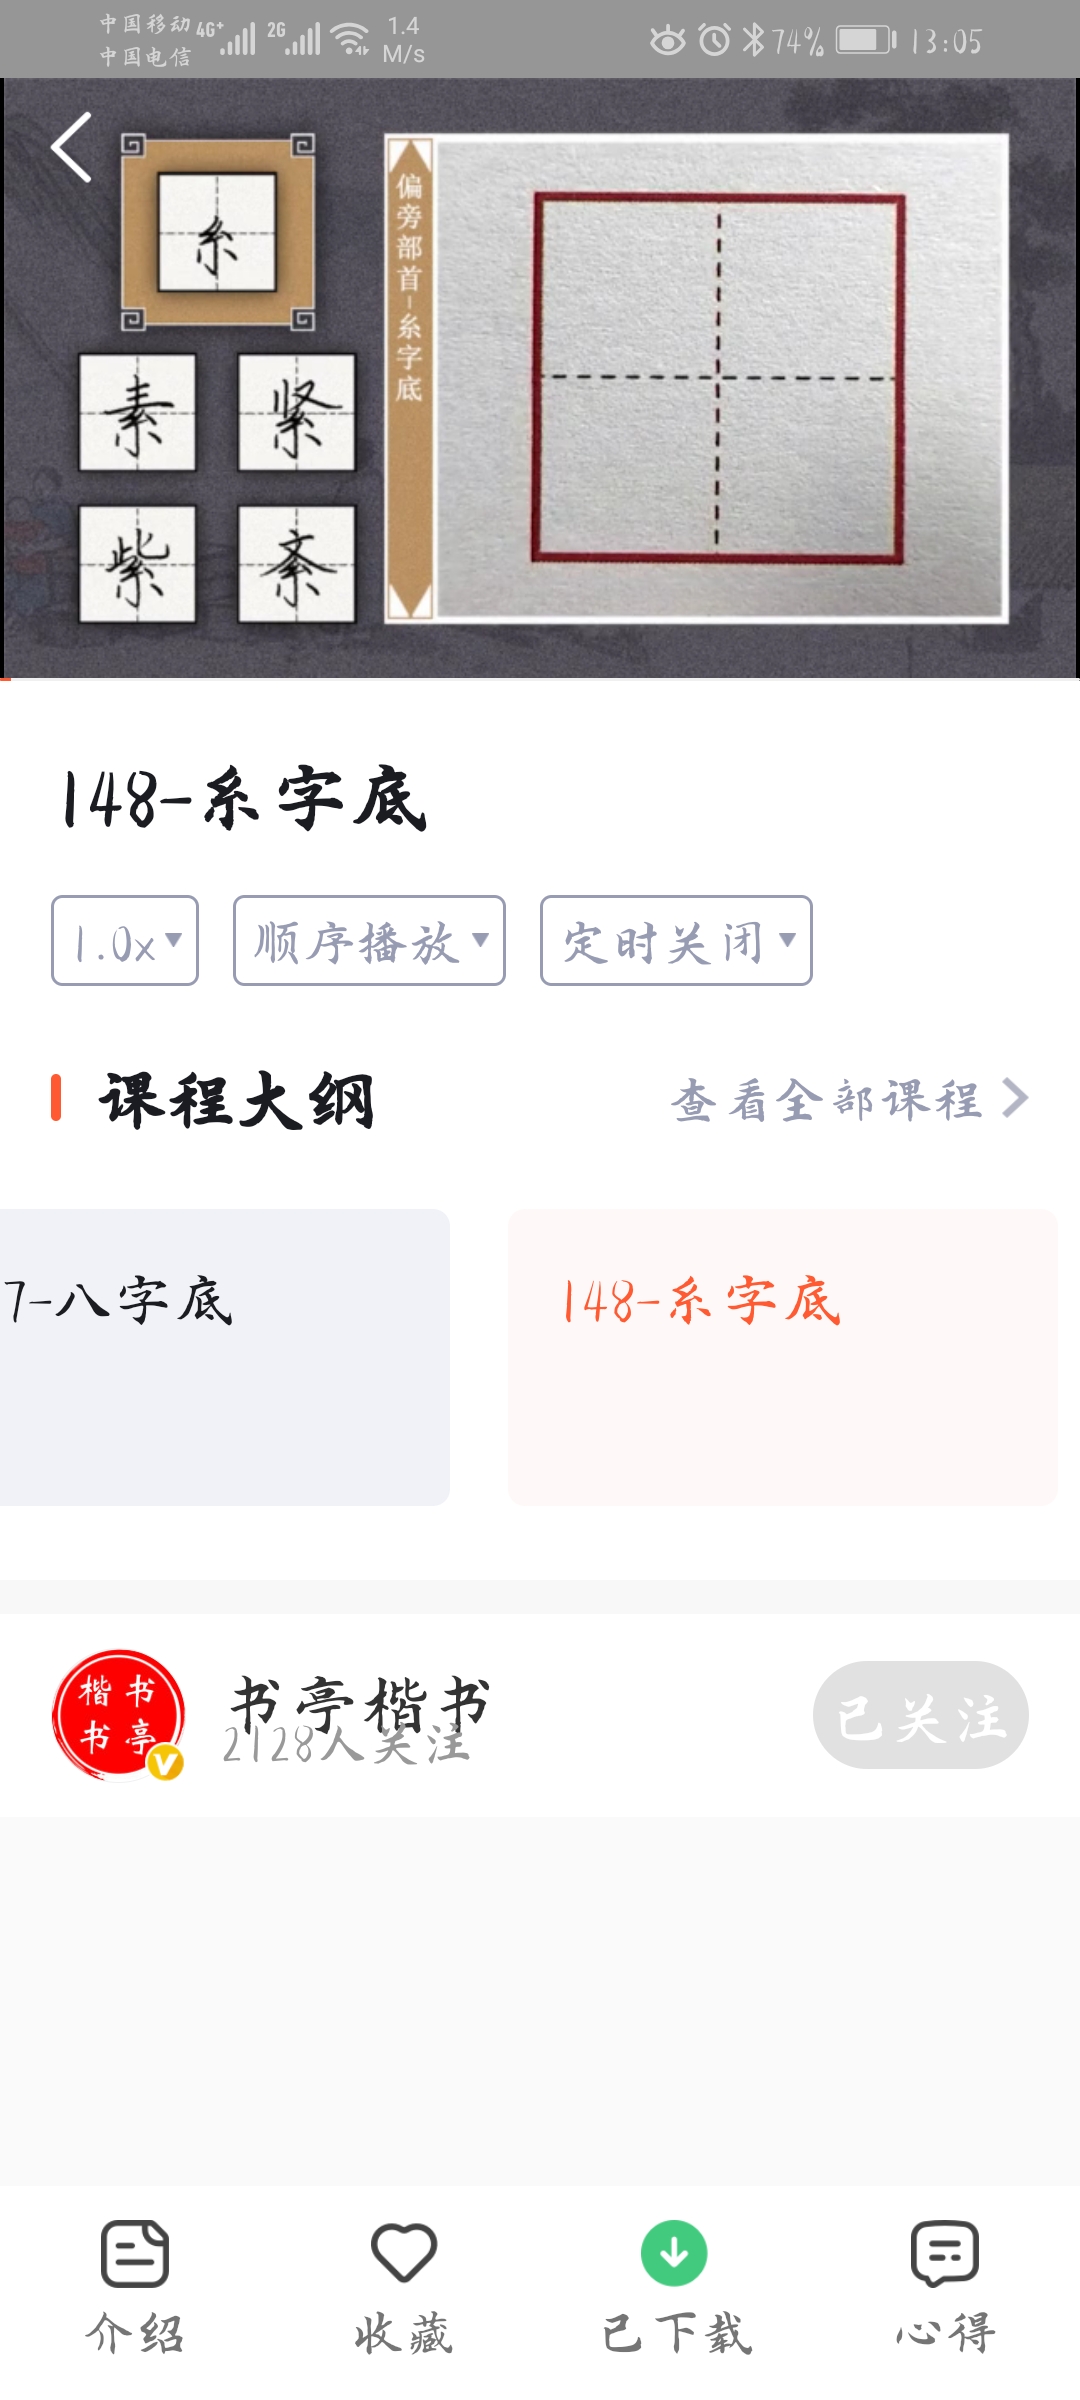 中国移动 4G+ 2G 1.4 M/s 74% 13:05
中国电信
糸
素 紧
紫 紊
偏旁部首-糸字底
148-糸字底
1.0x 顺序播放 定时关闭
课程大纲 查看全部课程
7-八字底 148-糸字底
楷书
书亭
V
书亭楷书
2128人关注
已关注
介绍 收藏 已下载 心得